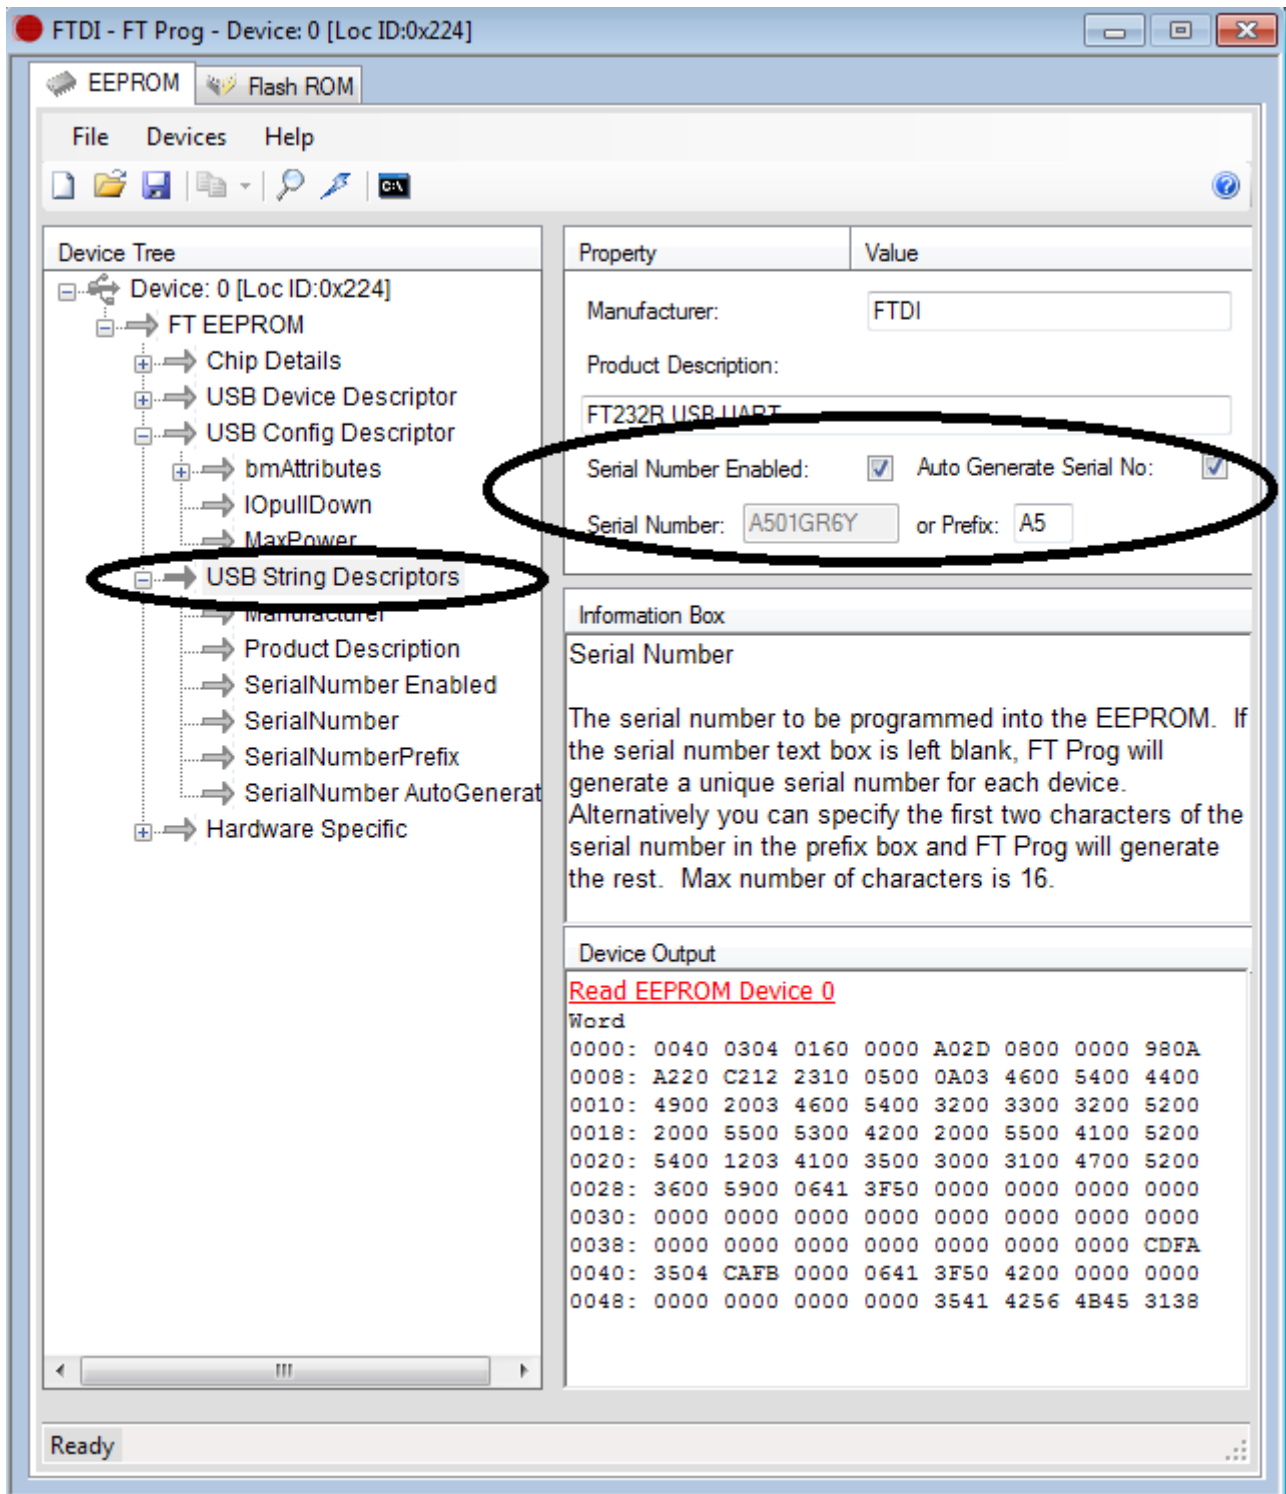 FTDI - FT Prog - Device: 0 [Loc ID:0x224]
EEPROM
Flash ROM
File Devices Help
C:\
Device Tree
Device: 0 [Loc ID:0x224]
FT EEPROM
Chip Details
USB Device Descriptor
USB Config Descriptor
bmAttributes
IOpullDown
MaxPower
USB String Descriptors
Manufacturer
Product Description
SerialNumber Enabled
SerialNumber
SerialNumberPrefix
SerialNumber AutoGenerat
Hardware Specific
Property Value
Manufacturer: FTDI
Product Description:
FT232R USB UART
Serial Number Enabled: Auto Generate Serial No:
Serial Number: A501GR6Y or Prefix: A5
Information Box
Serial Number
The serial number to be programmed into the EEPROM. If
the serial number text box is left blank, FT Prog will
generate a unique serial number for each device.
Alternatively you can specify the first two characters of the
serial number in the prefix box and FT Prog will generate
the rest. Max number of characters is 16.
Device Output
Read EEPROM Device 0
Word
0000: 0040 0304 0160 0000 A02D 0800 0000 980A
0008: A220 C212 2310 0500 0A03 4600 5400 4400
0010: 4900 2003 4600 5400 3200 3300 3200 5200
0018: 2000 5500 5300 4200 2000 5500 4100 5200
0020: 5400 1203 4100 3500 3000 3100 4700 5200
0028: 3600 5900 0641 3F50 0000 0000 0000 0000
0030: 0000 0000 0000 0000 0000 0000 0000 0000
0038: 0000 0000 0000 0000 0000 0000 0000 CDFA
0040: 3504 CAFB 0000 0641 3F50 4200 0000 0000
0048: 0000 0000 0000 0000 3541 4256 4B45 3138
Ready